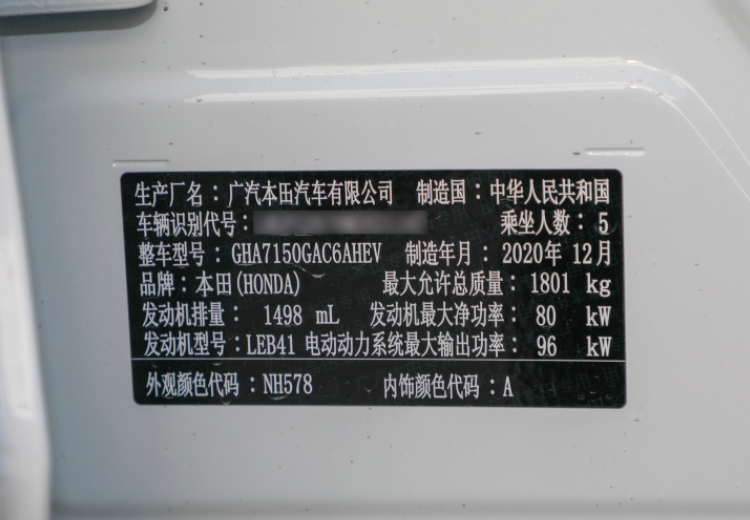 生产厂名：广汽本田汽车有限公司 制造国：中华人民共和国
车辆识别代号： 乘坐人数：5
整车型号：GHA7150GAC6AHEV 制造年月：2020年 12月
品牌：本田(HONDA) 最大允许总质量：1801 kg
发动机排量：1498 mL 发动机最大净功率：80 kW
发动机型号：LEB41 电动动力系统最大输出功率：96 kW
外观颜色代码：NH578 内饰颜色代码：A